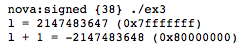 nova:signed {38} ./ex3
l = 2147483647 (0x7fffffff)
l + 1 = -2147483648 (0x80000000)